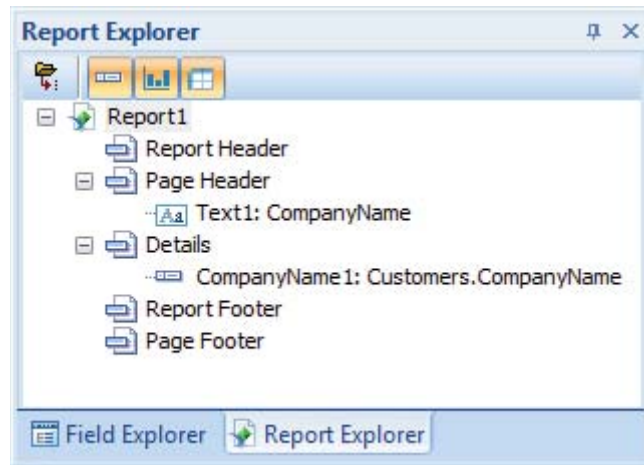 Report Explorer
Report1
Report Header
Page Header
Aa Text1: CompanyName
Details
CompanyName1: Customers.CompanyName
Report Footer
Page Footer
Field Explorer Report Explorer